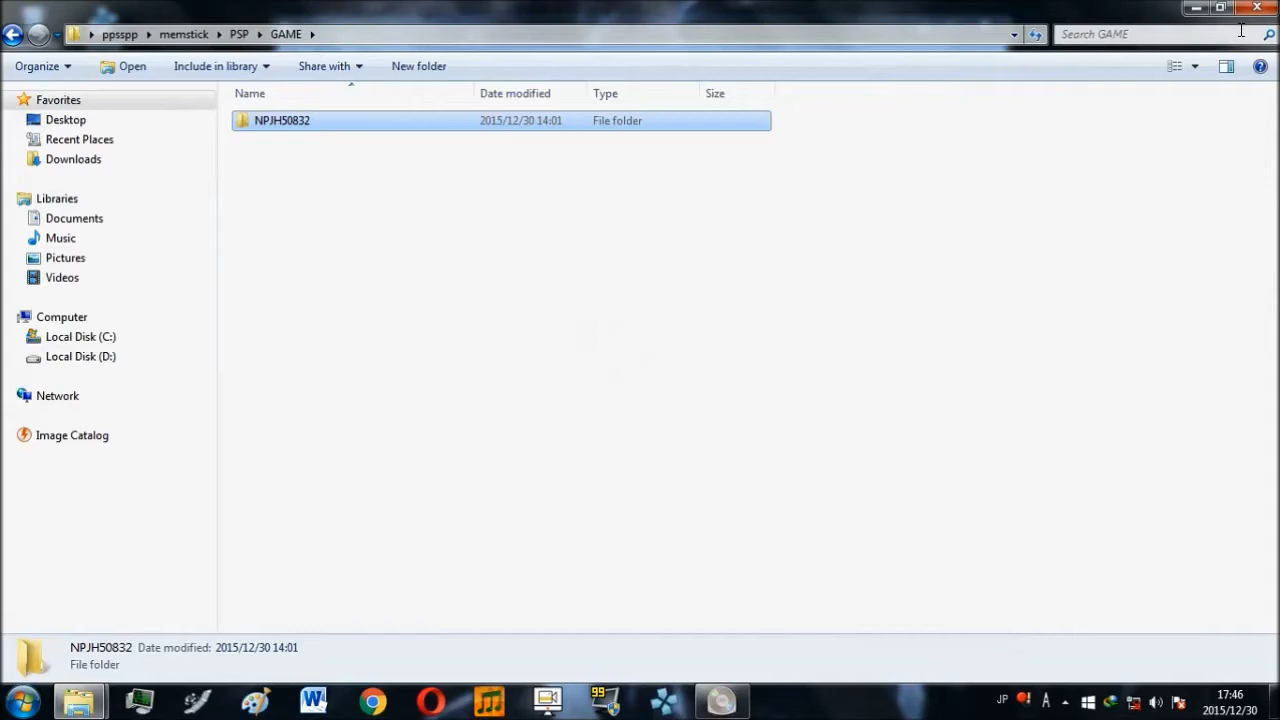 ppsspp memstick PSP GAME
Search GAME
Organize Open Include in library Share with New folder
Name Date modified Type Size
NPJH50832 2015/12/30 14:01 File folder
Favorites
Desktop
Recent Places
Downloads
Libraries
Documents
Music
Pictures
Videos
Computer
Local Disk (C:)
Local Disk (D:)
Network
Image Catalog
NPJH50832 Date modified: 2015/12/30 14:01
File folder
99
JP A 17:46
2015/12/30